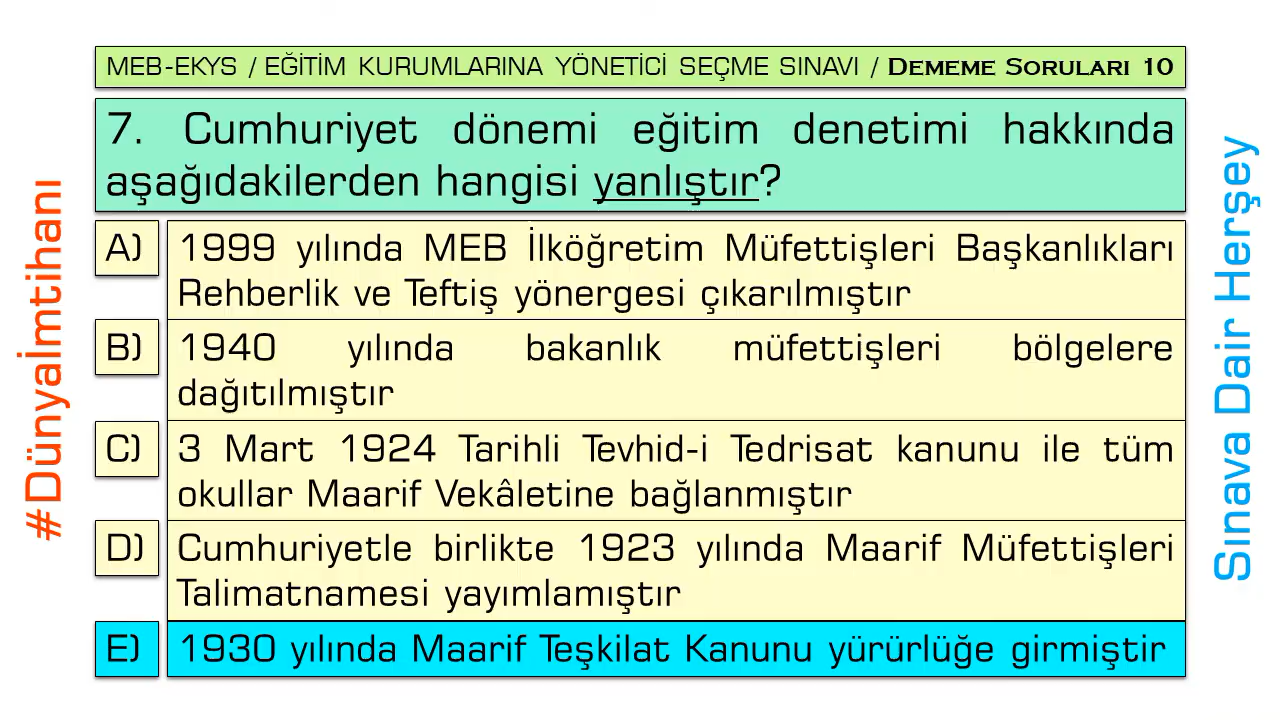 MEB-EKYS / EĞİTİM KURUMLARINA YÖNETİCİ SEÇME SINAVI / DEMEME SORULARI 10
7. Cumhuriyet dönemi eğitim denetimi hakkında
aşağıdakilerden hangisi yanlıştır?
A) 1999 yılında MEB İlköğretim Müfettişleri Başkanlıkları
Rehberlik ve Teftiş yönergesi çıkarılmıştır
B) 1940 yılında bakanlık müfettişleri bölgelere
dağıtılmıştır
C) 3 Mart 1924 Tarihli Tevhid-i Tedrisat kanunu ile tüm
okullar Maarif Vekâletine bağlanmıştır
D) Cumhuriyetle birlikte 1923 yılında Maarif Müfettişleri
Talimatnamesi yayımlamıştır
E) 1930 yılında Maarif Teşkilat Kanunu yürürlüğe girmiştir
#Dünyaİmtihanı
Sınava Dair Herşey